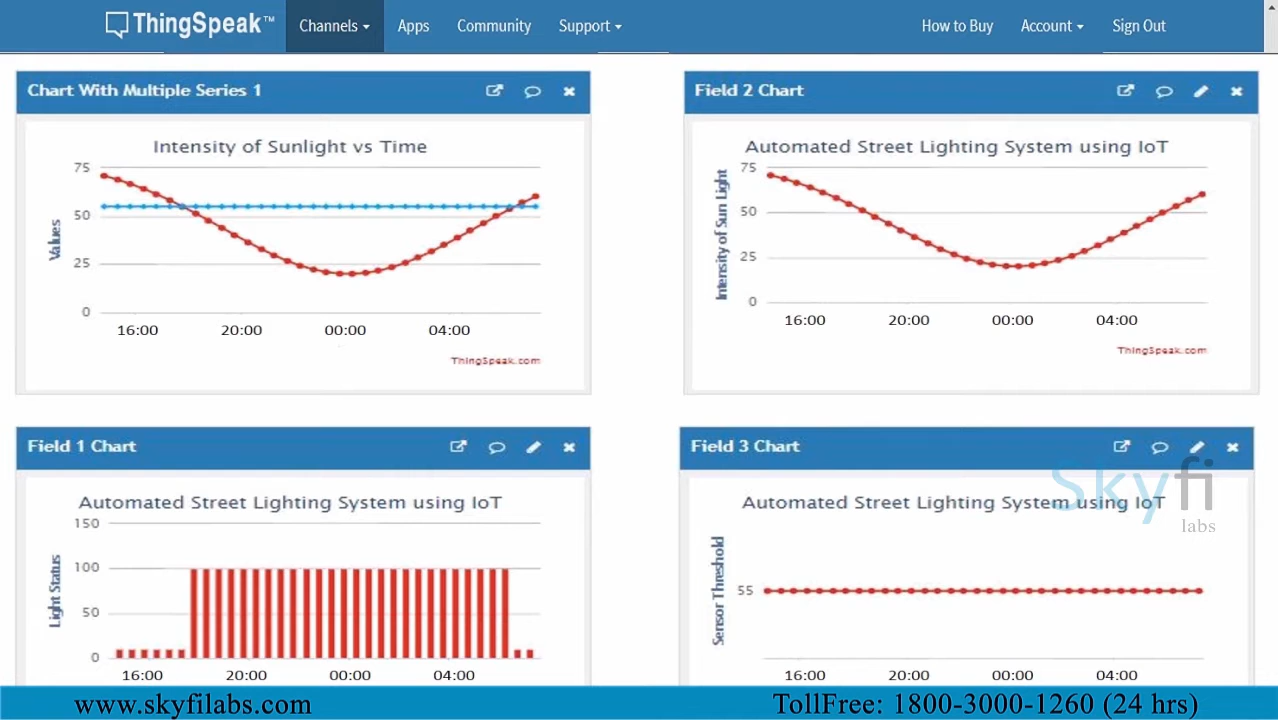 ThingSpeak™ Channels Apps Community Support How to Buy Account Sign Out
Chart With Multiple Series 1
Intensity of Sunlight vs Time
75
50
25
0
Values
16:00 20:00 00:00 04:00
ThingSpeak.com
Field 2 Chart
Automated Street Lighting System using IoT
75
50
25
0
Intensity of Sun Light
16:00 20:00 00:00 04:00
ThingSpeak.com
Field 1 Chart
Automated Street Lighting System using IoT
150
100
50
0
Light Status
16:00 20:00 00:00 04:00
Field 3 Chart
Automated Street Lighting System using IoT
Skyfi
labs
55
Sensor Threshold
16:00 20:00 00:00 04:00
www.skyfilabs.com TollFree: 1800-3000-1260 (24 hrs)